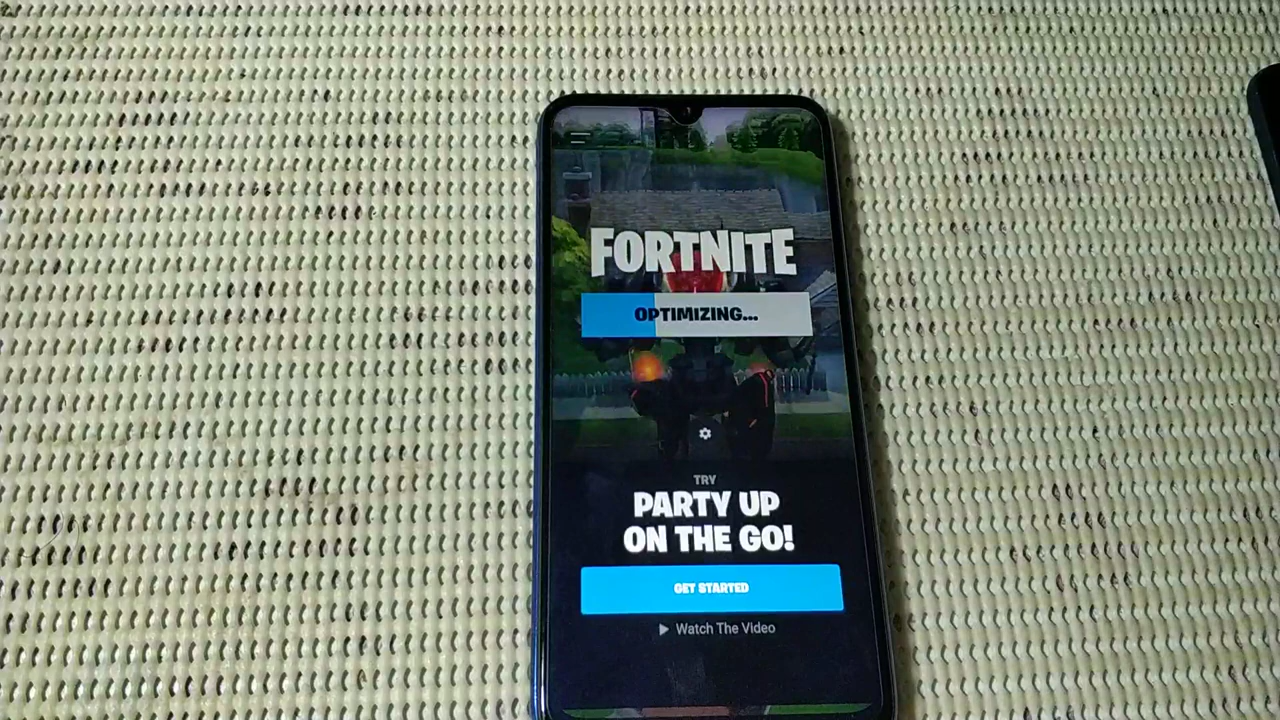 FORTNITE
OPTIMIZING...
TRY
PARTY UP
ON THE GO!
GET STARTED
Watch The Video